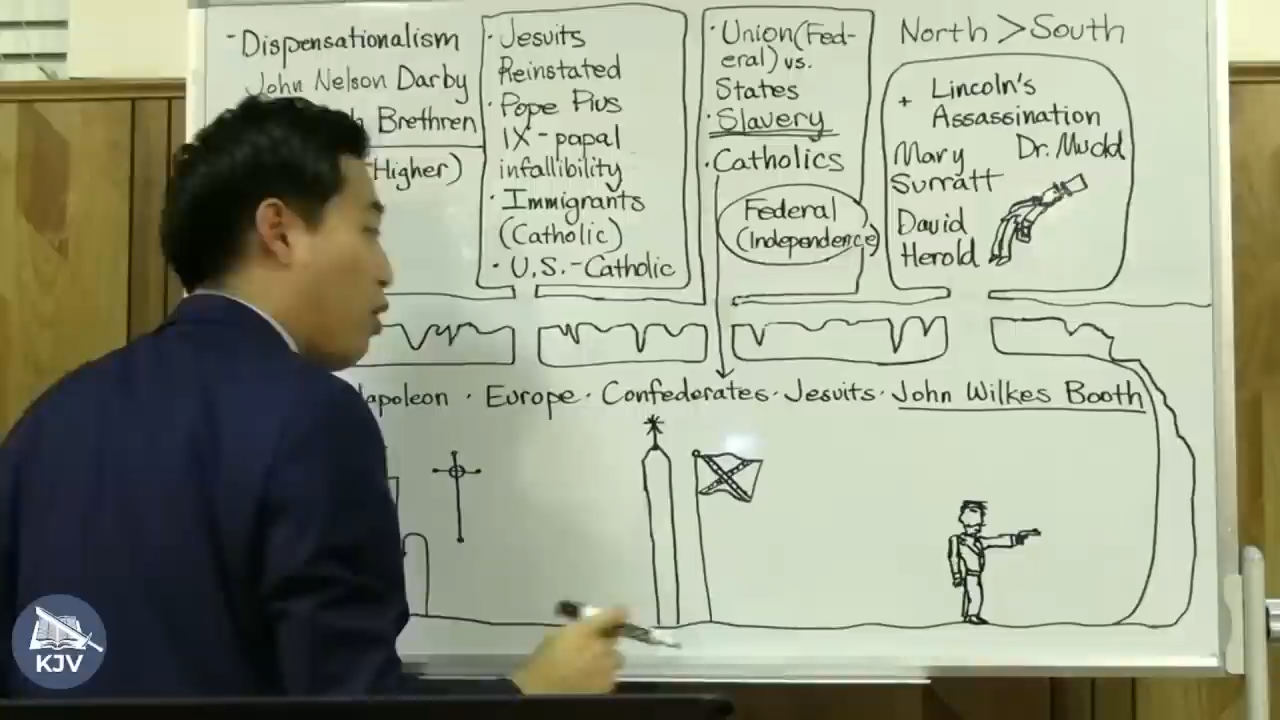 - Dispensationalism
John Nelson Darby
Brethren
Higher)
· Jesuits
Reinstated
· Pope Pius
IX - papal
infallibility
· Immigrants
(Catholic)
· U.S. - Catholic
· Union (Fed-
eral) vs.
States
· Slavery
· Catholics
Federal
(Independence)
North > South
+ Lincoln's
Assassination
Mary
Surratt
Dr. Mudd
David
Herold
apoleon · Europe · Confederates · Jesuits · John Wilkes Booth
KJV